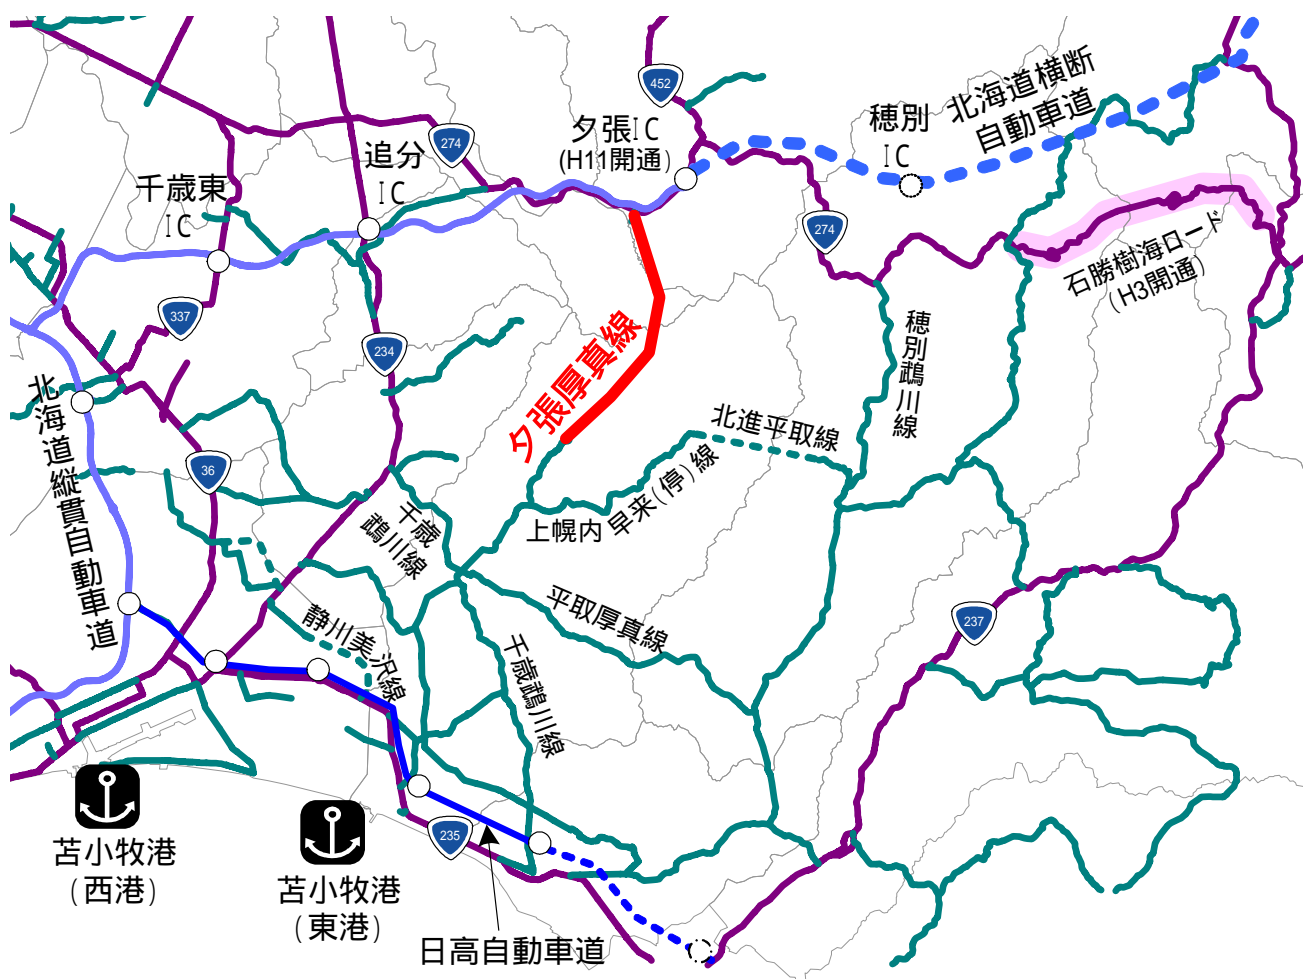 452
北海道横断
自動車道
穂別
IC
夕張IC
(H11開通)
274
追分
IC
千歳東
IC
274
石勝樹海ロード
(H3開通)
337
234
穂別鵡川線
夕張厚真線
北海道縦貫自動車道
北進平取線
36
早来(停)線
上幌内
千歳
鵡川線
平取厚真線
静川美沢線
237
千歳鵡川線
苫小牧港
(西港)
苫小牧港
(東港)
235
日高自動車道